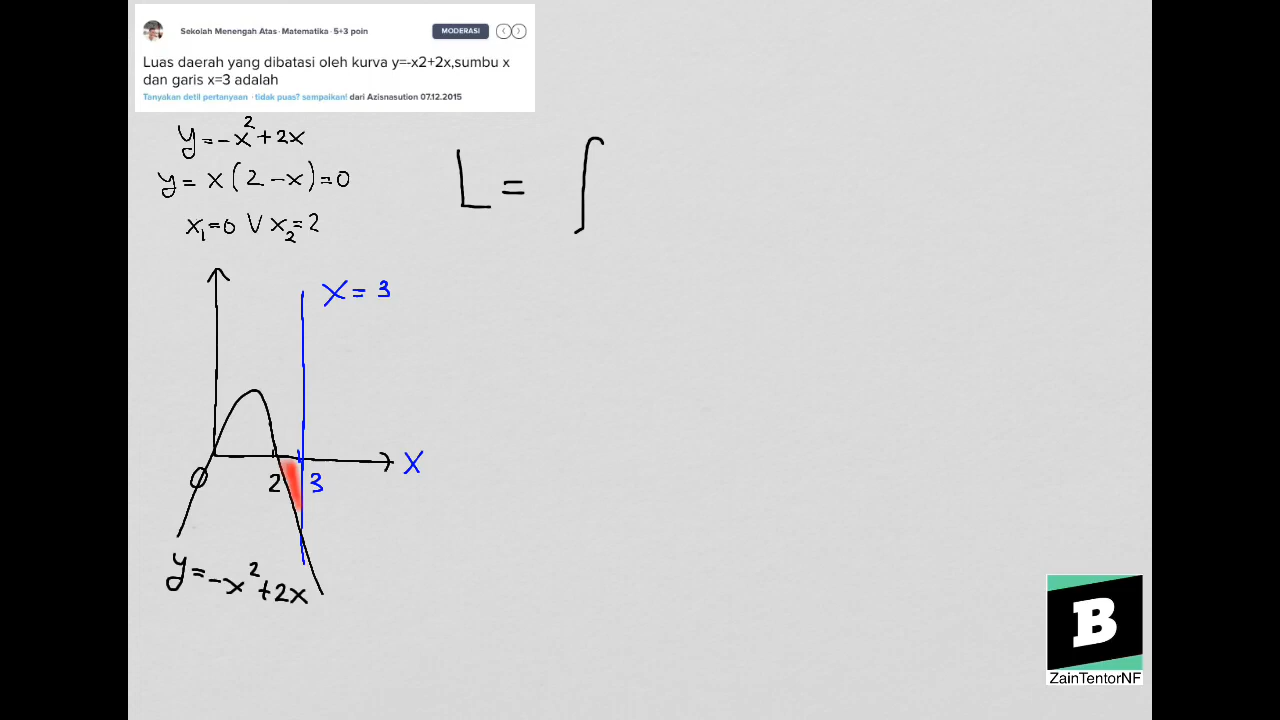 Sekolah Menengah Atas · Matematika · 5+3 poin
MODERASI
Luas daerah yang dibatasi oleh kurva y=-x2+2x,sumbu x
dan garis x=3 adalah
Tanyakan detil pertanyaan · tidak puas? sampaikan! dari Azisnasution 07.12.2015
y = -x² + 2x
y = x(2-x)=0
x₁=0 V x₂=2
L = ∫
X = 3
X
0
2
3
y = -x² + 2x
B
ZainTentorNF